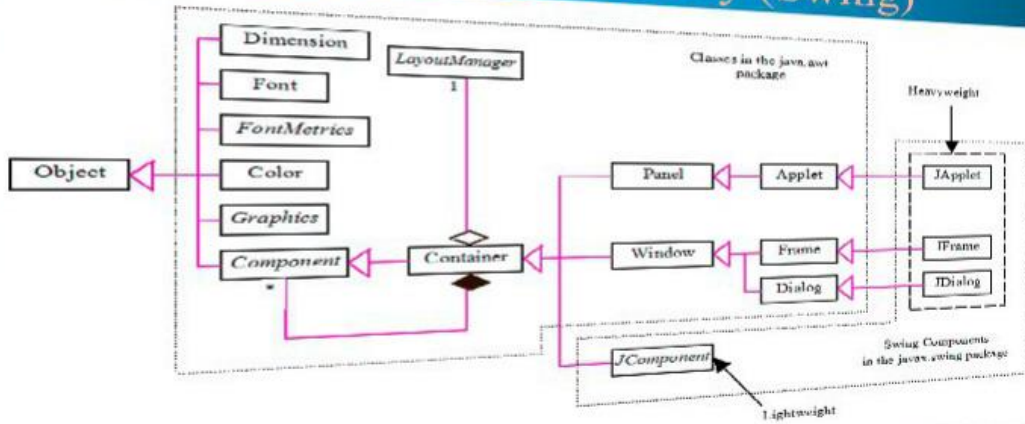 (Swing)
Dimension
Font
FontMetrics
Color
Graphics
Component
*
LayoutManager
1
Classes in the java.awt
package
Heavyweight
Object
Container
Panel
Applet
JApplet
Window
Frame
JFrame
Dialog
JDialog
JComponent
Swing Components
in the javax.swing package
Lightweight